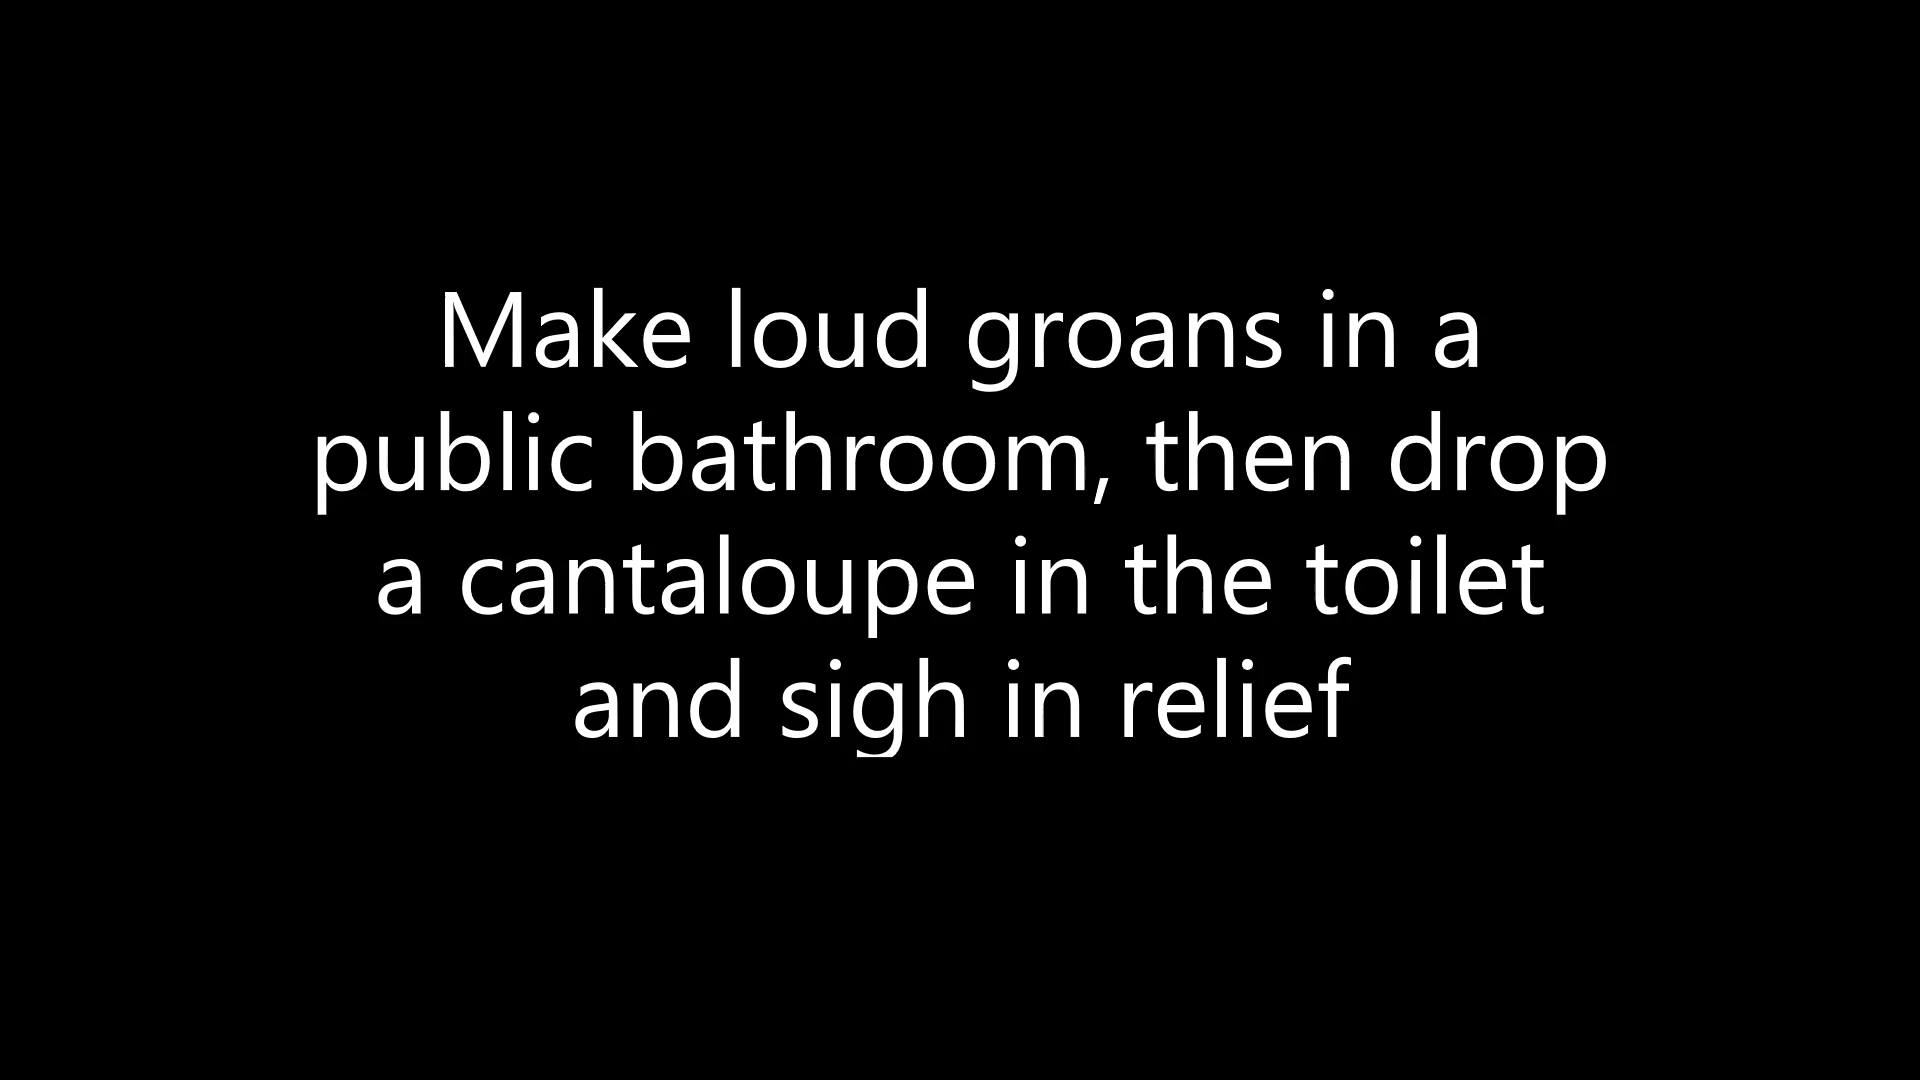 Make loud groans in a
public bathroom, then drop
a cantaloupe in the toilet
and sigh in relief